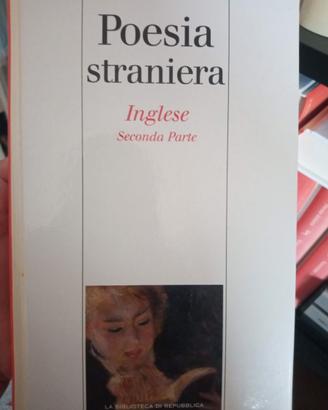 Poesia
straniera
Inglese
Seconda Parte
LA BIBLIOTECA DI REPUBBLICA